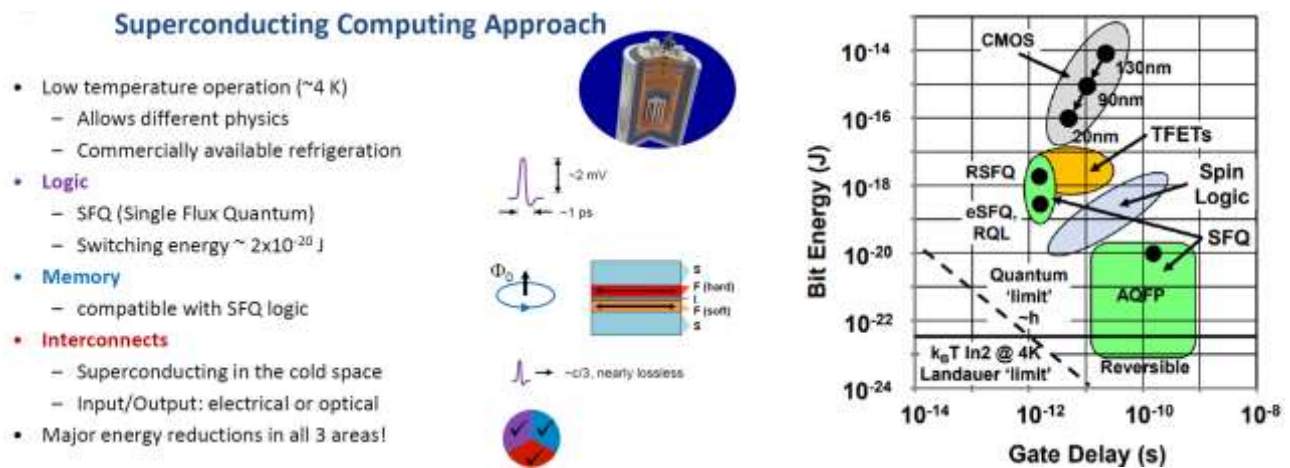 Superconducting Computing Approach
• Low temperature operation (~4 K)
– Allows different physics
– Commercially available refrigeration
• Logic
– SFQ (Single Flux Quantum)
– Switching energy ~ 2x10⁻²⁰ J
• Memory
– compatible with SFQ logic
• Interconnects
– Superconducting in the cold space
– Input/Output: electrical or optical
• Major energy reductions in all 3 areas!
~2 mV
~1 ps
Φ₀
S
F (hard)
I
F (soft)
S
~c/3, nearly lossless
Bit Energy (J)
10⁻¹⁴
10⁻¹⁶
10⁻¹⁸
10⁻²⁰
10⁻²²
10⁻²⁴
CMOS
130nm
90nm
20nm
TFETs
RSFQ
Spin
Logic
eSFQ,
RQL
SFQ
Quantum
'limit'
~h
AQFP
k_BT ln2 @ 4K
Landauer 'limit'
Reversible
10⁻¹⁴
10⁻¹²
10⁻¹⁰
10⁻⁸
Gate Delay (s)